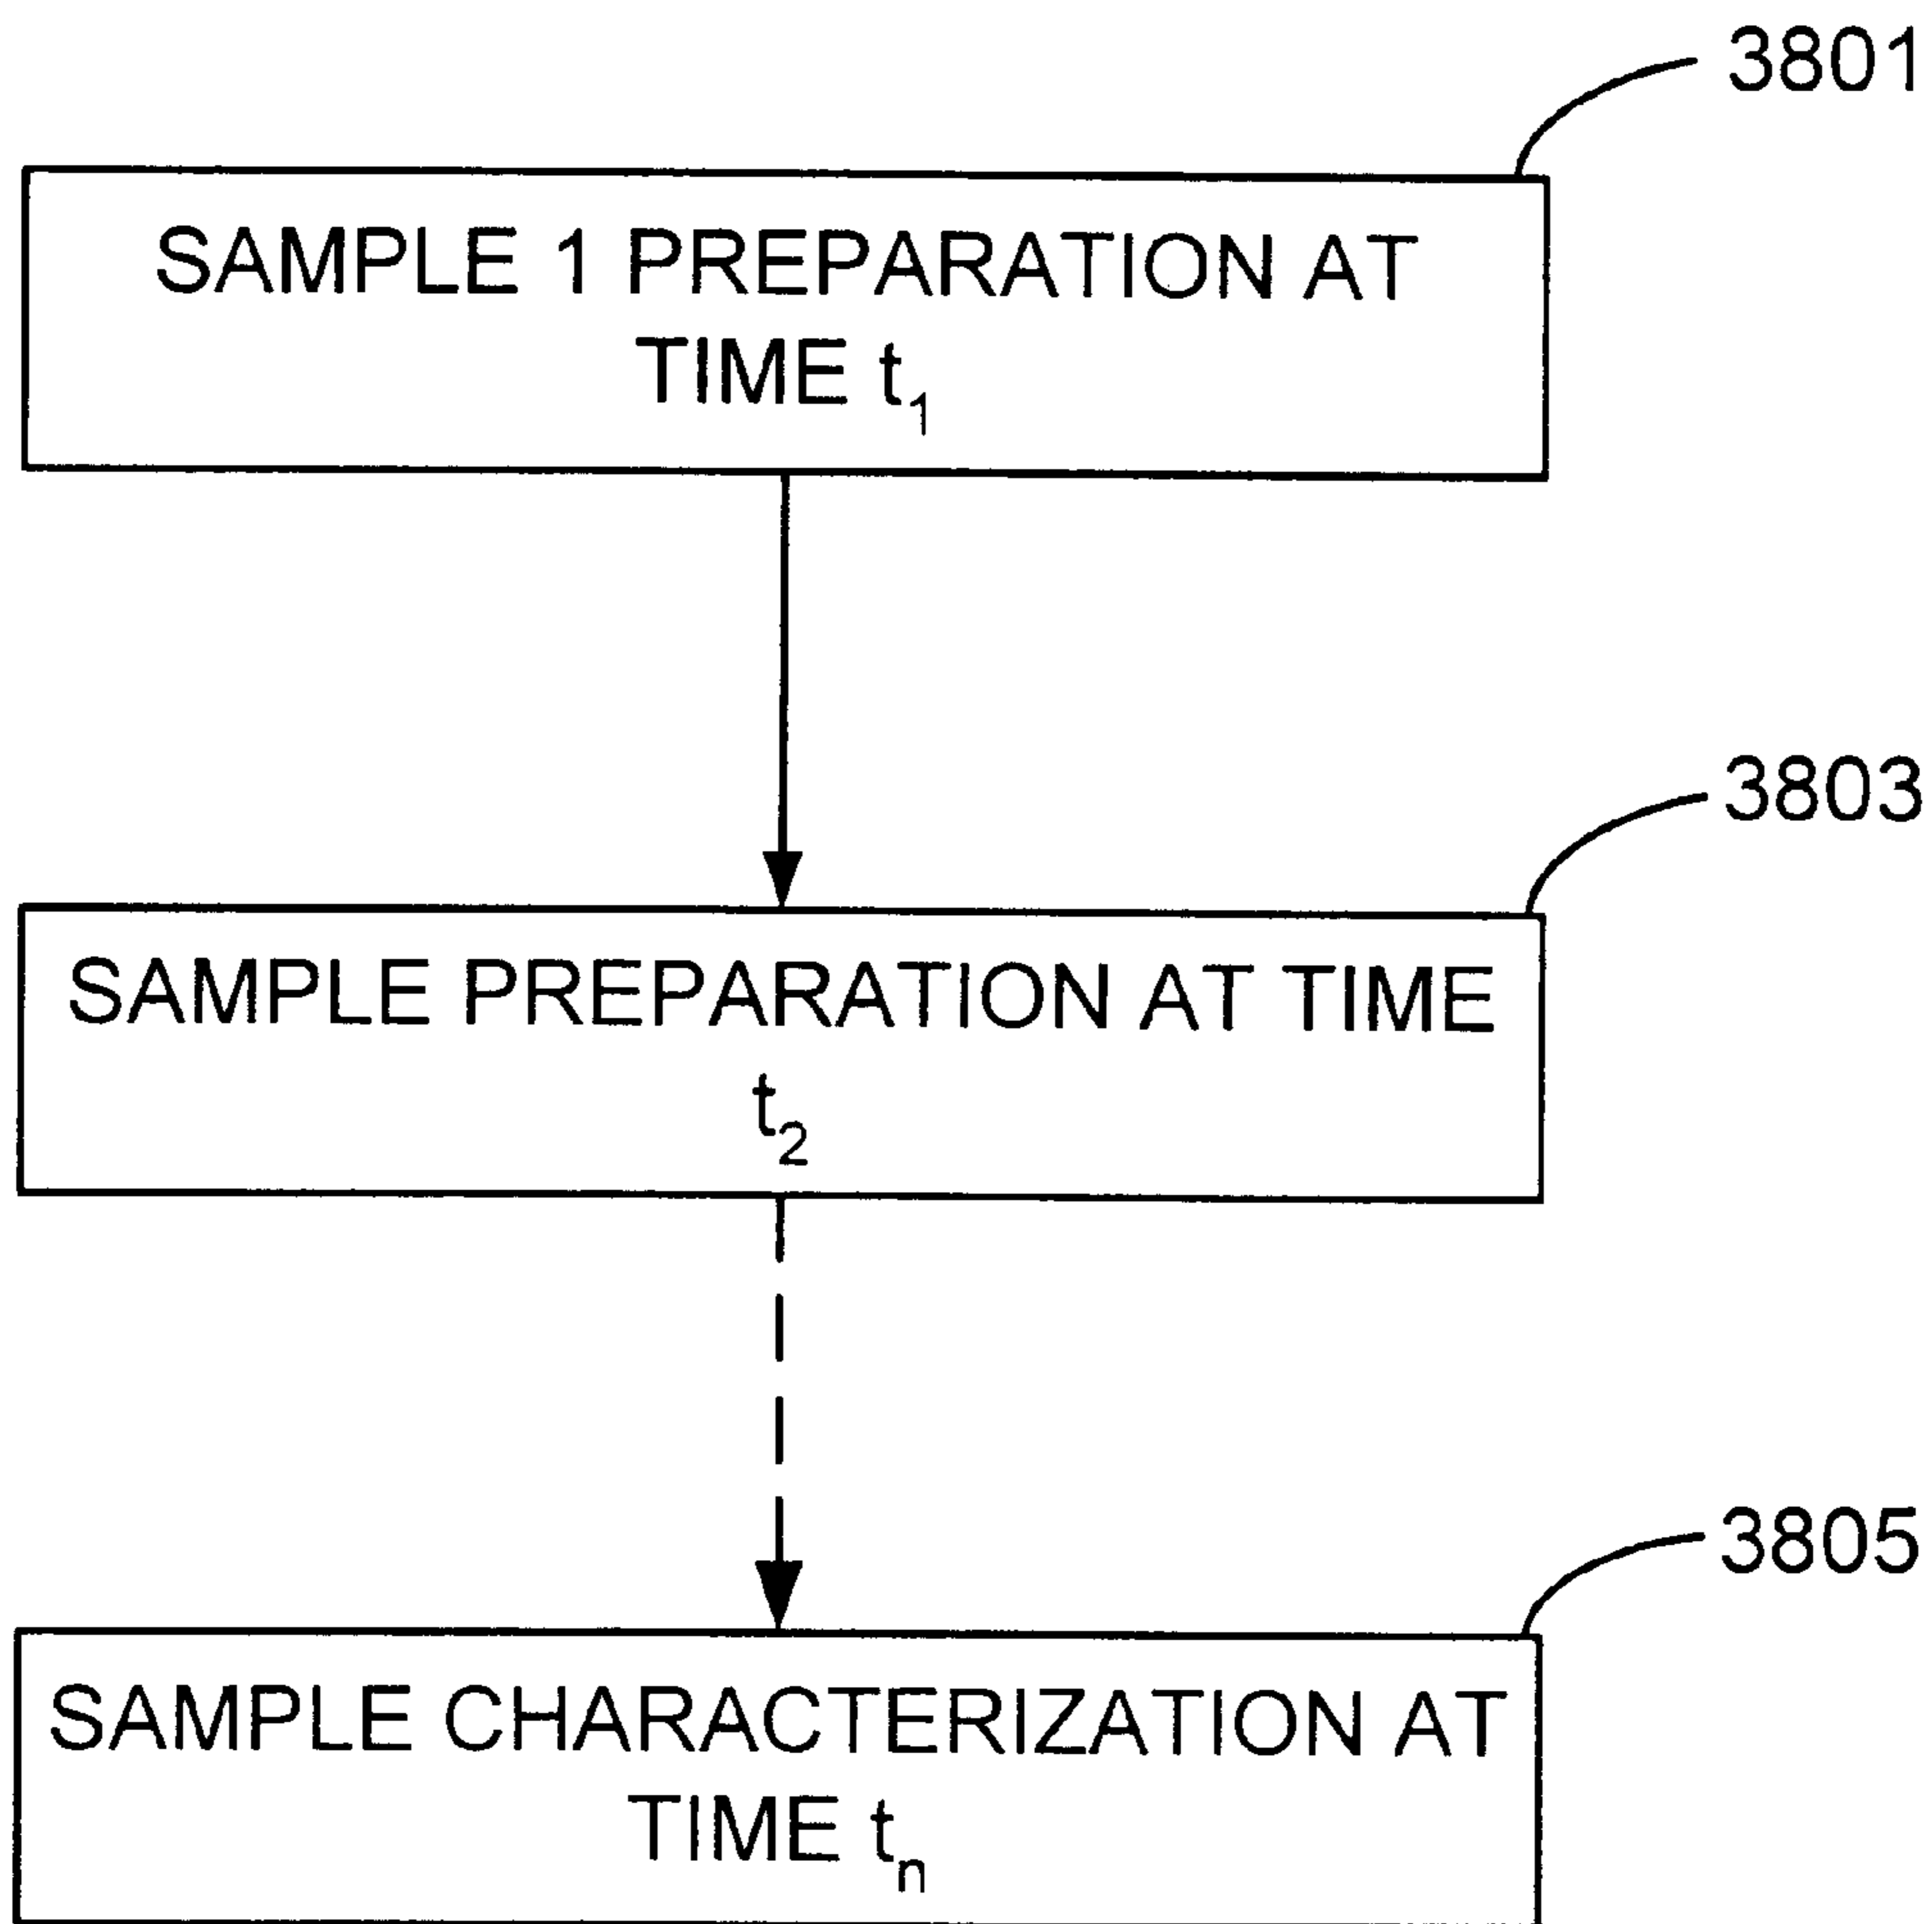 3801
SAMPLE 1 PREPARATION AT
TIME t₁
3803
SAMPLE PREPARATION AT TIME
t₂
3805
SAMPLE CHARACTERIZATION AT
TIME tₙ